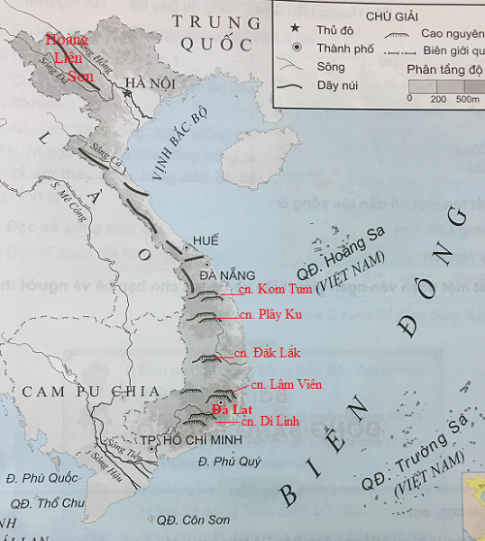 TRUNG
QUỐC
CHÚ GIẢI
Thủ đô
Thành phố
Sông
Dãy núi
Cao nguyên
Biên giới qu
Phân tầng độ
0 200 500m
Hoàng
Liên
Sơn
Sông Hồng
Sông Đà
HÀ NỘI
VỊNH BẮC BỘ
LÀO
Sông Cả
S. Mê Công
HUẾ
ĐÀ NẴNG
QĐ. Hoàng Sa
(VIỆT NAM)
BIỂN ĐÔNG
cn. Kom Tum
cn. Plây Ku
cn. Đắk Lắk
cn. Lâm Viên
Đà Lạt
cn. Di Linh
CAM PU CHIA
TP. HỒ CHÍ MINH
Sông Tiền
Sông Hậu
Đ. Phú Quý
Đ. Phú Quốc
QĐ. Thổ Chu
QĐ. Côn Sơn
QĐ. Trường Sa
(VIỆT NAM)
NH